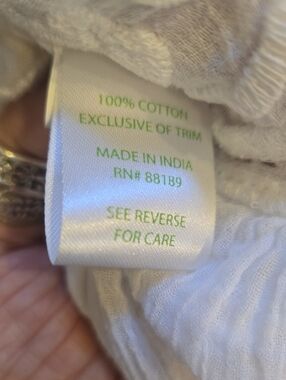 100% COTTON
EXCLUSIVE OF TRIM
MADE IN INDIA
RN# 88189
SEE REVERSE
FOR CARE